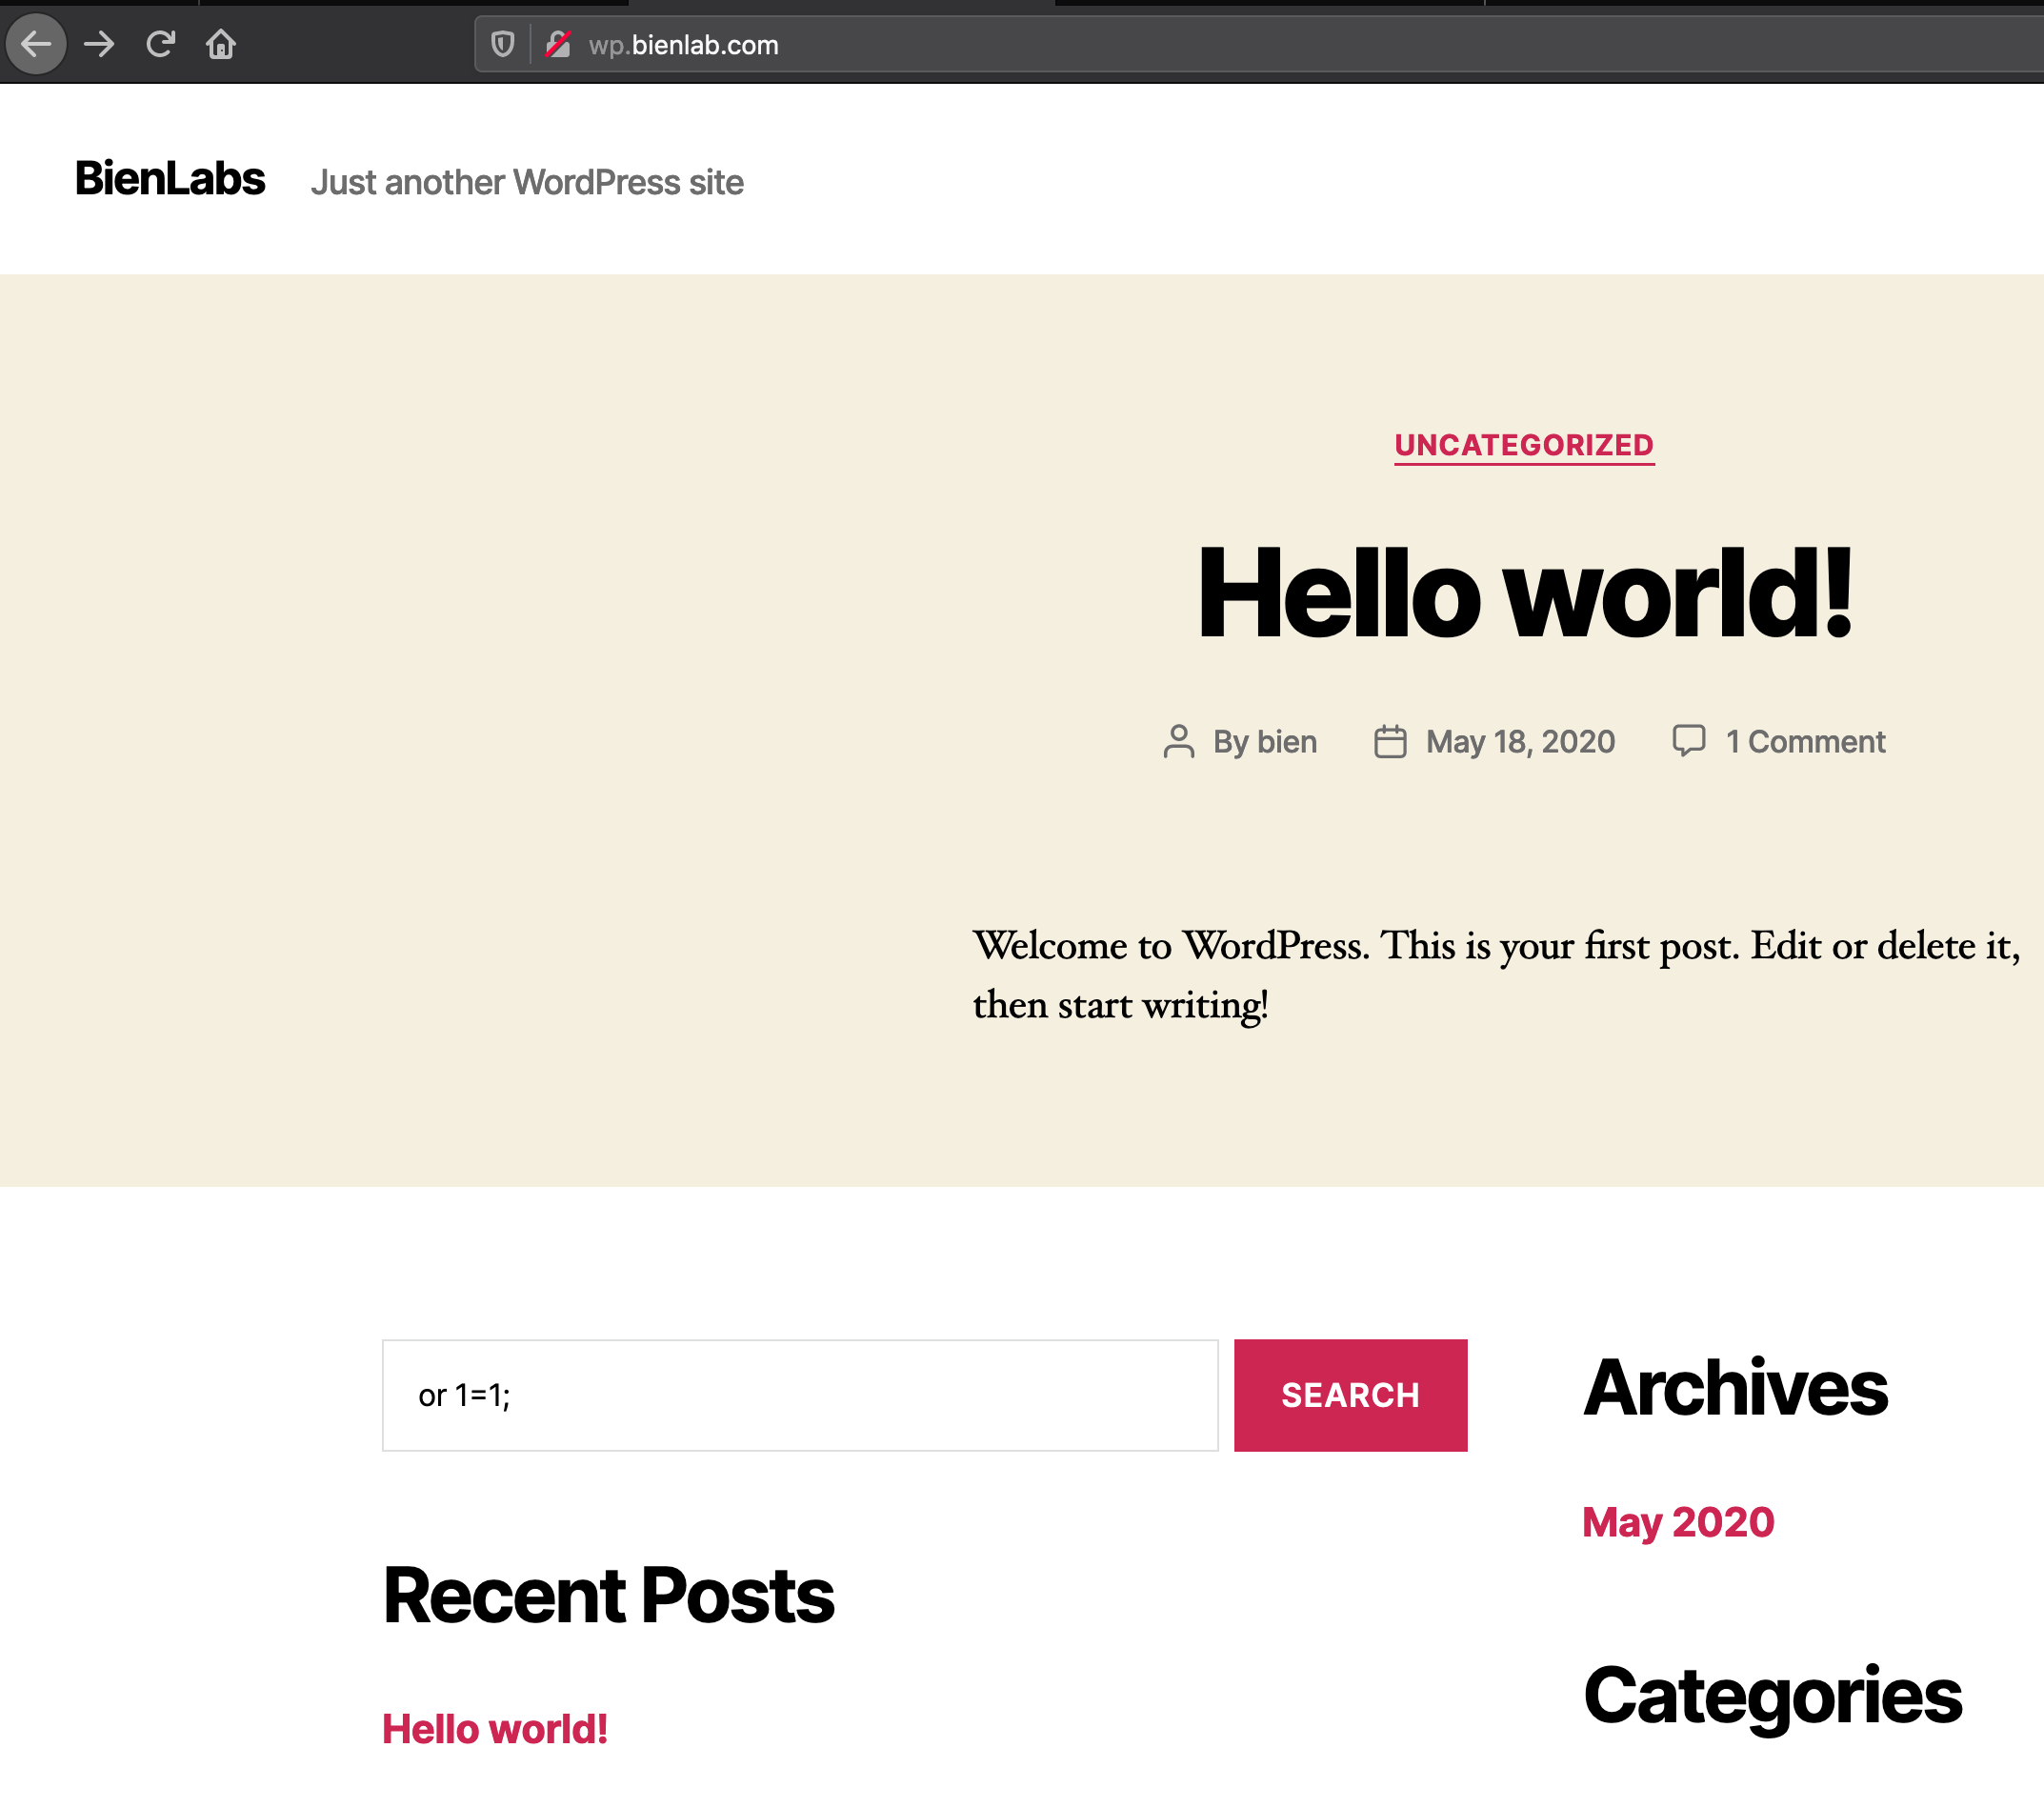 wp.bienlab.com
BienLabs Just another WordPress site
UNCATEGORIZED
Hello world!
By bien May 18, 2020 1 Comment
Welcome to WordPress. This is your first post. Edit or delete it,
then start writing!
or 1=1; SEARCH
Archives
May 2020
Recent Posts
Categories
Hello world!